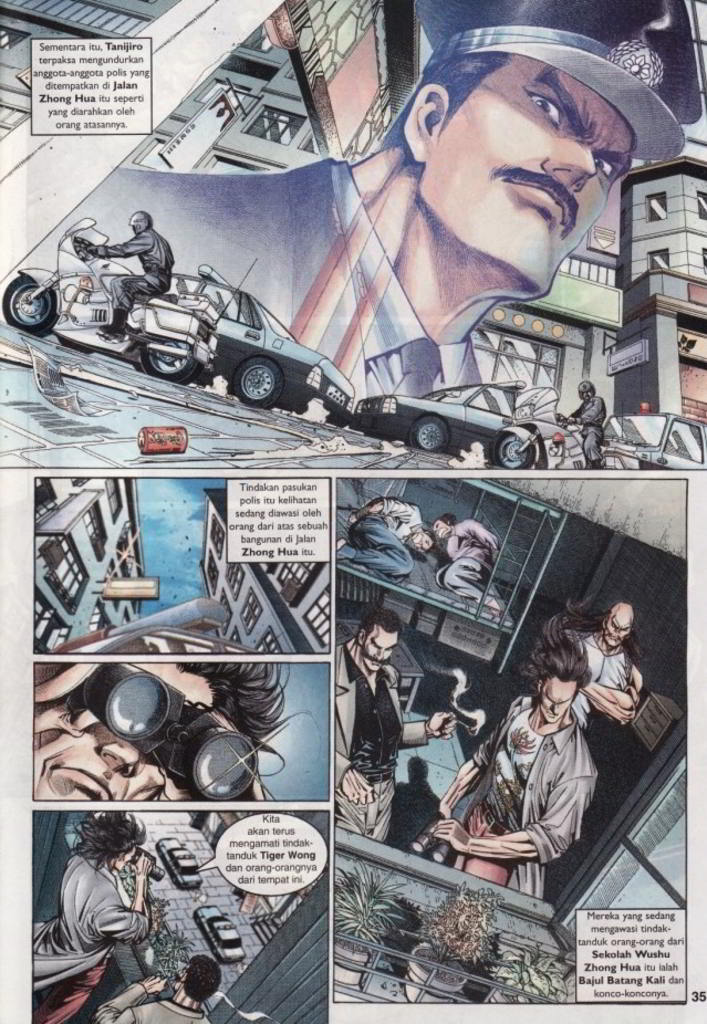 Sementara itu, Tanijiro
terpaksa mengundurkan
anggota-anggota polis yang
ditempatkan di Jalan
Zhong Hua itu seperti
yang diarahkan oleh
orang atasannya.
Tindakan pasukan
polis itu kelihatan
sedang diawasi oleh
orang dari atas sebuah
bangunan di Jalan
Zhong Hua itu.
Kita
akan terus
mengamati tindak-
tanduk Tiger Wong
dan orang-orangnya
dari tempat ini.
Mereka yang sedang
mengawasi tindak-
tanduk orang-orang dari
Sekolah Wushu
Zhong Hua itu ialah
Bajul Batang Kali dan
konco-konconya.
35